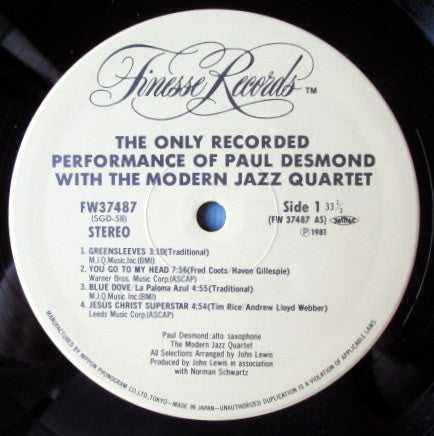 Finesse Records TM
THE ONLY RECORDED
PERFORMANCE OF PAUL DESMOND
WITH THE MODERN JAZZ QUARTET
FW37487
(SGD-58)
STEREO
Side 1 33 1/3
(FW 37487 AS)
℗1981
1. GREENSLEEVES 3:10(Traditional)
M.J.Q.Music,Inc.(BMI)
2. YOU GO TO MY HEAD 7:56(Fred Coots/Havon Gillespie)
Warner Bros. Music Corp.(ASCAP)
3. BLUE DOVE/La Paloma Azul 4:55(Traditional)
M.J.Q.Music,Inc.(BMI)
4. JESUS CHRIST SUPERSTAR 4:54(Tim Rice/Andrew Lloyd Webber)
Leeds Music Corp.(ASCAP)
Paul Desmond:alto saxophone
The Modern Jazz Quartet
All Selections Arranged by John Lewis
Produced by John Lewis in association
with Norman Schwartz
MANUFACTURED BY NIPPON PHONOGRAM CO.,LTD.,TOKYO—MADE IN JAPAN—UNAUTHORIZED DUPLICATION IS A VIOLATION OF APPLICABLE LAWS.